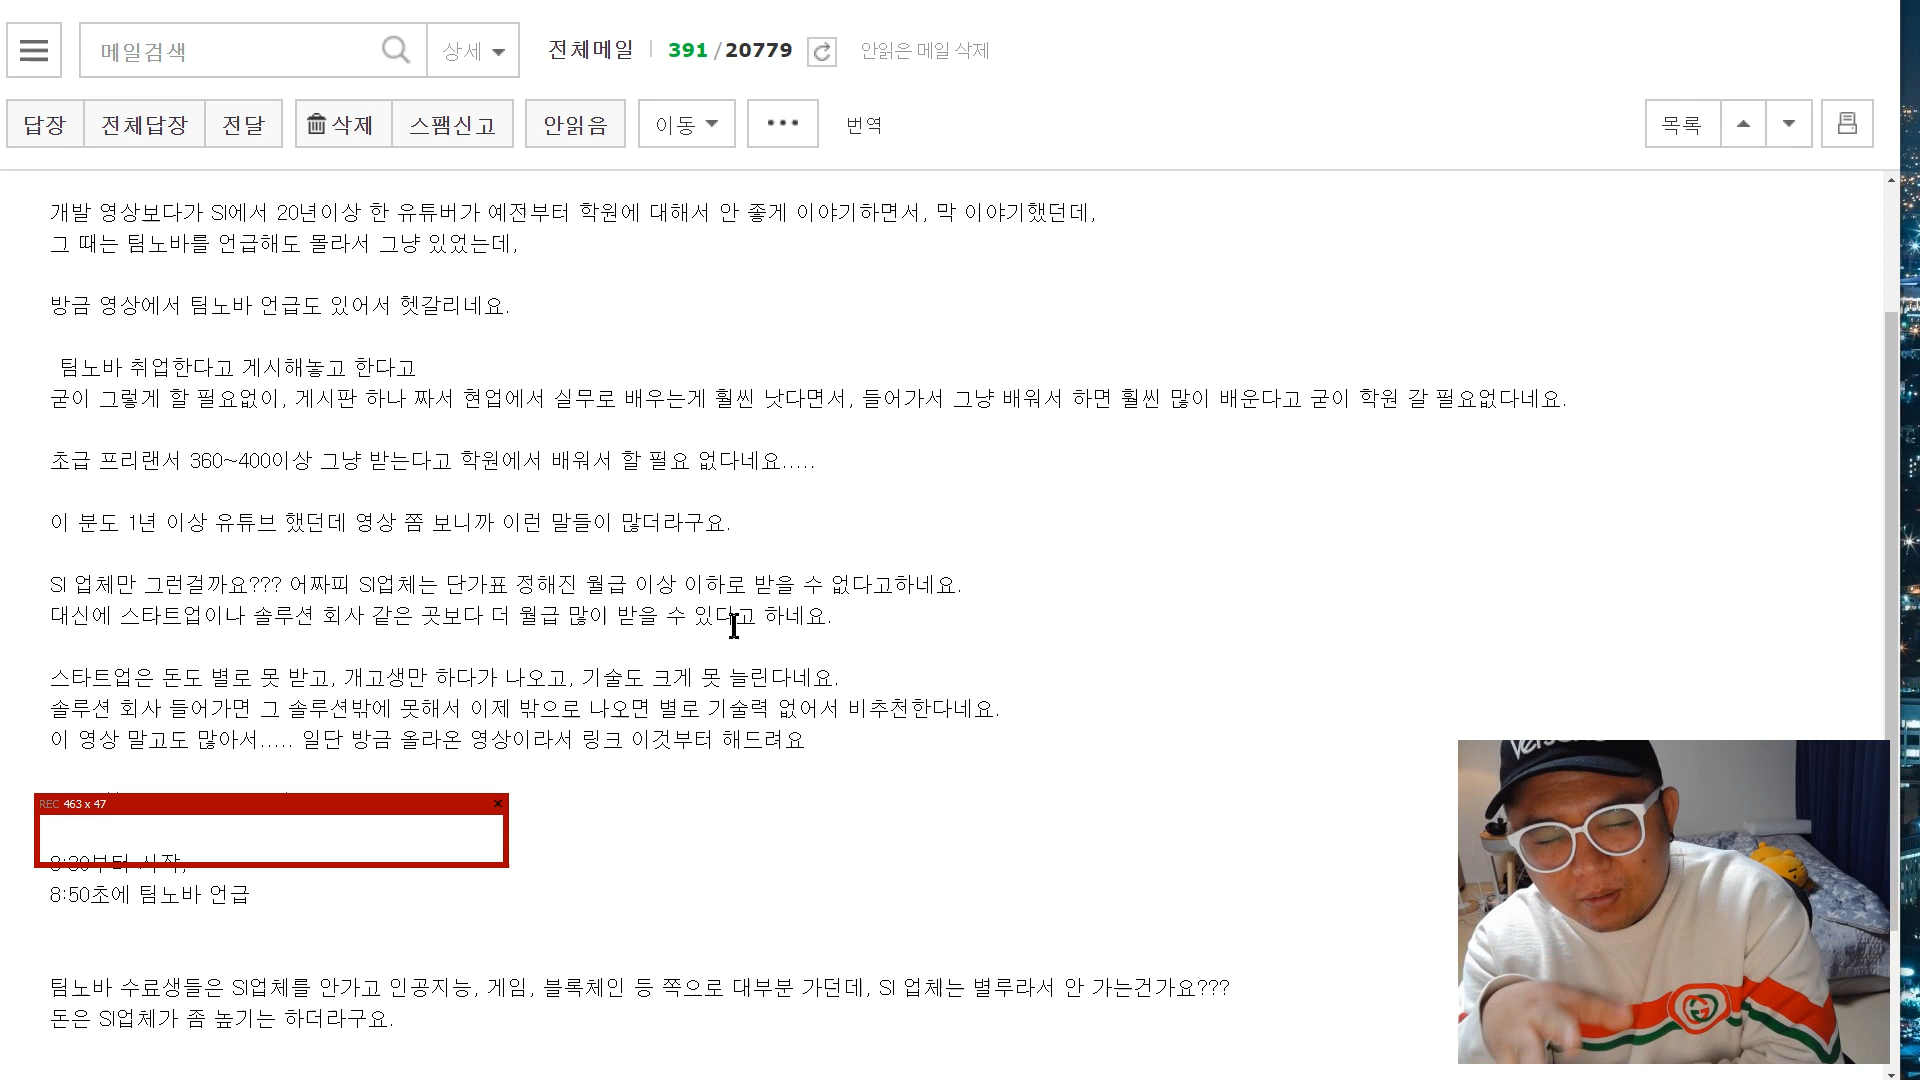 메일검색
상세
전체메일
391 / 20779
안읽은 메일 삭제
답장
전체답장
전달
삭제
스팸신고
안읽음
이동
번역
목록
개발 영상보다가 SI에서 20년이상 한 유튜버가 예전부터 학원에 대해서 안 좋게 이야기하면서, 막 이야기했던데,
그 때는 팀노바를 언급해도 몰라서 그냥 있었는데,
방금 영상에서 팀노바 언급도 있어서 헷갈리네요.
팀노바 취업한다고 게시해놓고 한다고
굳이 그렇게 할 필요없이, 게시판 하나 짜서 현업에서 실무로 배우는게 훨씬 낫다면서, 들어가서 그냥 배워서 하면 훨씬 많이 배운다고 굳이 학원 갈 필요없다네요.
초급 프리랜서 360~400이상 그냥 받는다고 학원에서 배워서 할 필요 없다네요.....
이 분도 1년 이상 유튜브 했던데 영상 쫌 보니까 이런 말들이 많더라구요.
SI 업체만 그런걸까요??? 어짜피 SI업체는 단가표 정해진 월급 이상 이하로 받을 수 없다고하네요.
대신에 스타트업이나 솔루션 회사 같은 곳보다 더 월급 많이 받을 수 있다고 하네요.
스타트업은 돈도 별로 못 받고, 개고생만 하다가 나오고, 기술도 크게 못 늘린다네요.
솔루션 회사 들어가면 그 솔루션밖에 못해서 이제 밖으로 나오면 별로 기술력 없어서 비추천한다네요.
이 영상 말고도 많아서..... 일단 방금 올라온 영상이라서 링크 이것부터 해드려요
REC 463 x 47
8:30부터 시작,
8:50초에 팀노바 언급
팀노바 수료생들은 SI업체를 안가고 인공지능, 게임, 블록체인 등 쪽으로 대부분 가던데, SI 업체는 별루라서 안 가는건가요???
돈은 SI업체가 좀 높기는 하더라구요.